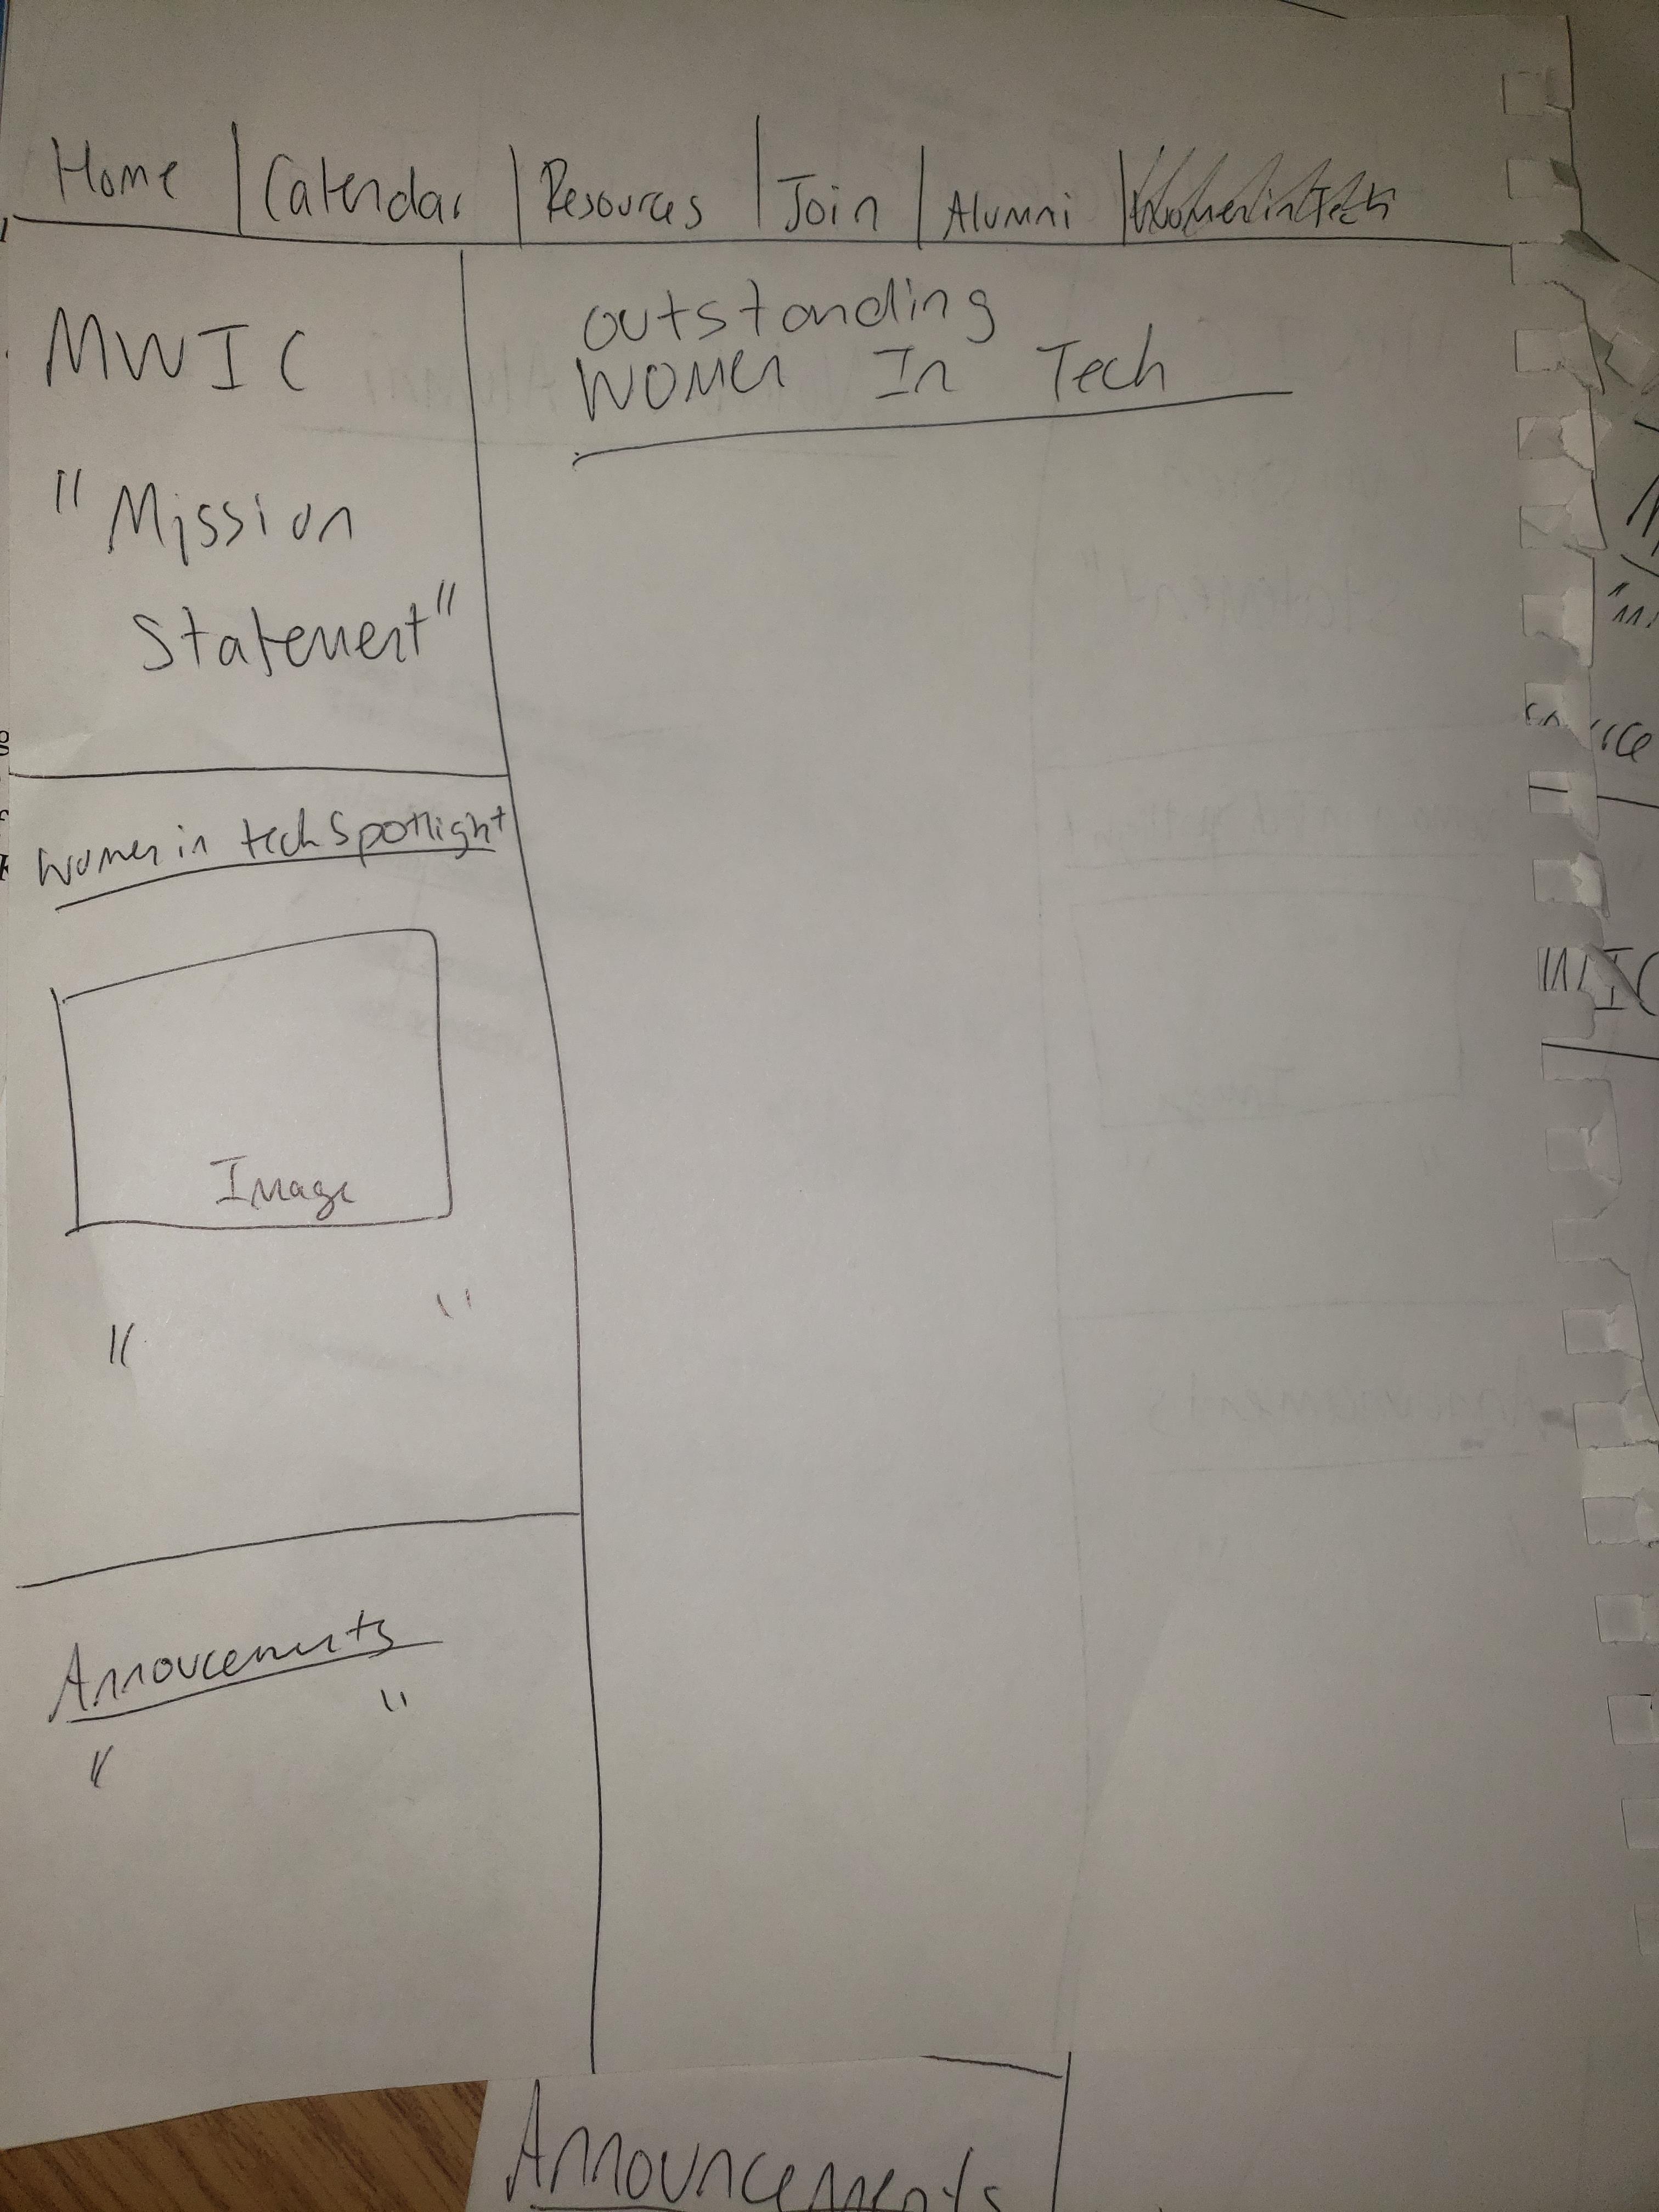 Home | Calendar | Resources | Join | Alumni |
MWIC
"Mission
Statement"
Women in tech Spotlight
Image
" "
Annoucements
" "
Outstanding
Women In Tech
Announcements